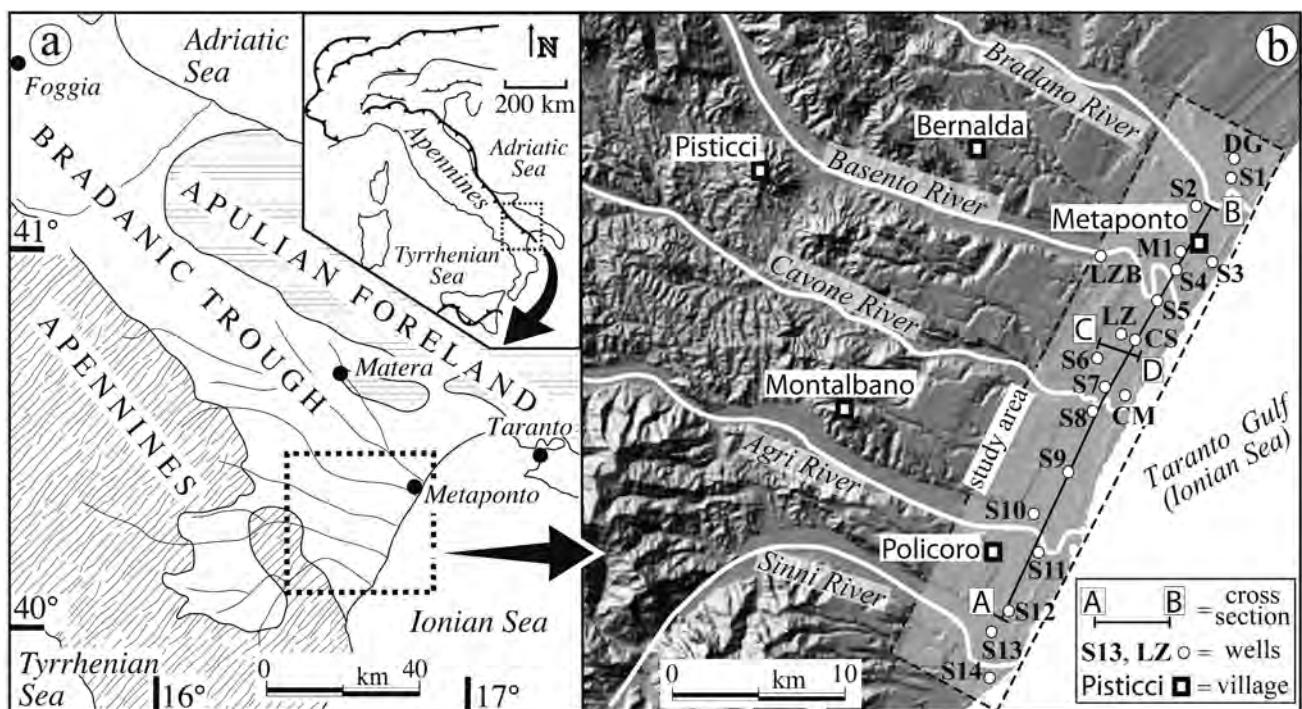 a
Adriatic
Sea
Foggia
BRADANIC TROUGH
APULIAN FORELAND
APENNINES
41°
40°
Matera
Taranto
Metaponto
Ionian Sea
Tyrrhenian
Sea
16°
17°
0 40
km
N
200 km
Apennines
Adriatic
Sea
Tyrrhenian
Sea
b
Bradano River
Bernalda
Pisticci
Basento River
DG
S1
S2
B
Metaponto
M1
S3
LZB
S4
S5
Cavone River
LZ
C
CS
S6
D
S7
Montalbano
CM
S8
study area
Taranto Gulf
(Ionian Sea)
Agri River
S9
S10
Policoro
S11
Sinni River
A
S12
S13
S14
0 10
km
A B = cross
section
S13, LZ = wells
Pisticci = village